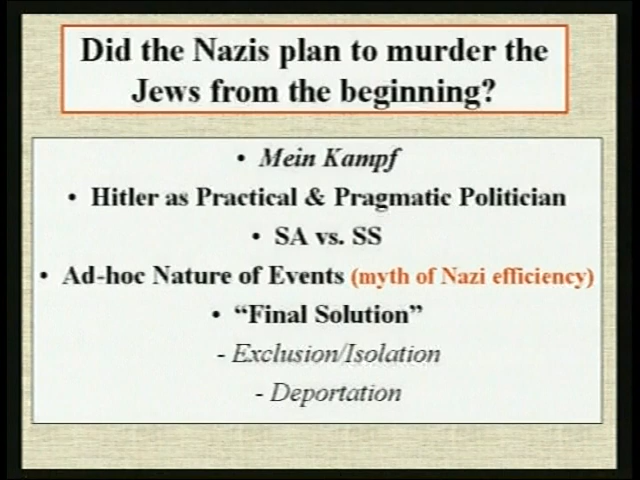 Did the Nazis plan to murder the
Jews from the beginning?
• Mein Kampf
• Hitler as Practical & Pragmatic Politician
• SA vs. SS
• Ad-hoc Nature of Events (myth of Nazi efficiency)
• “Final Solution”
- Exclusion/Isolation
- Deportation